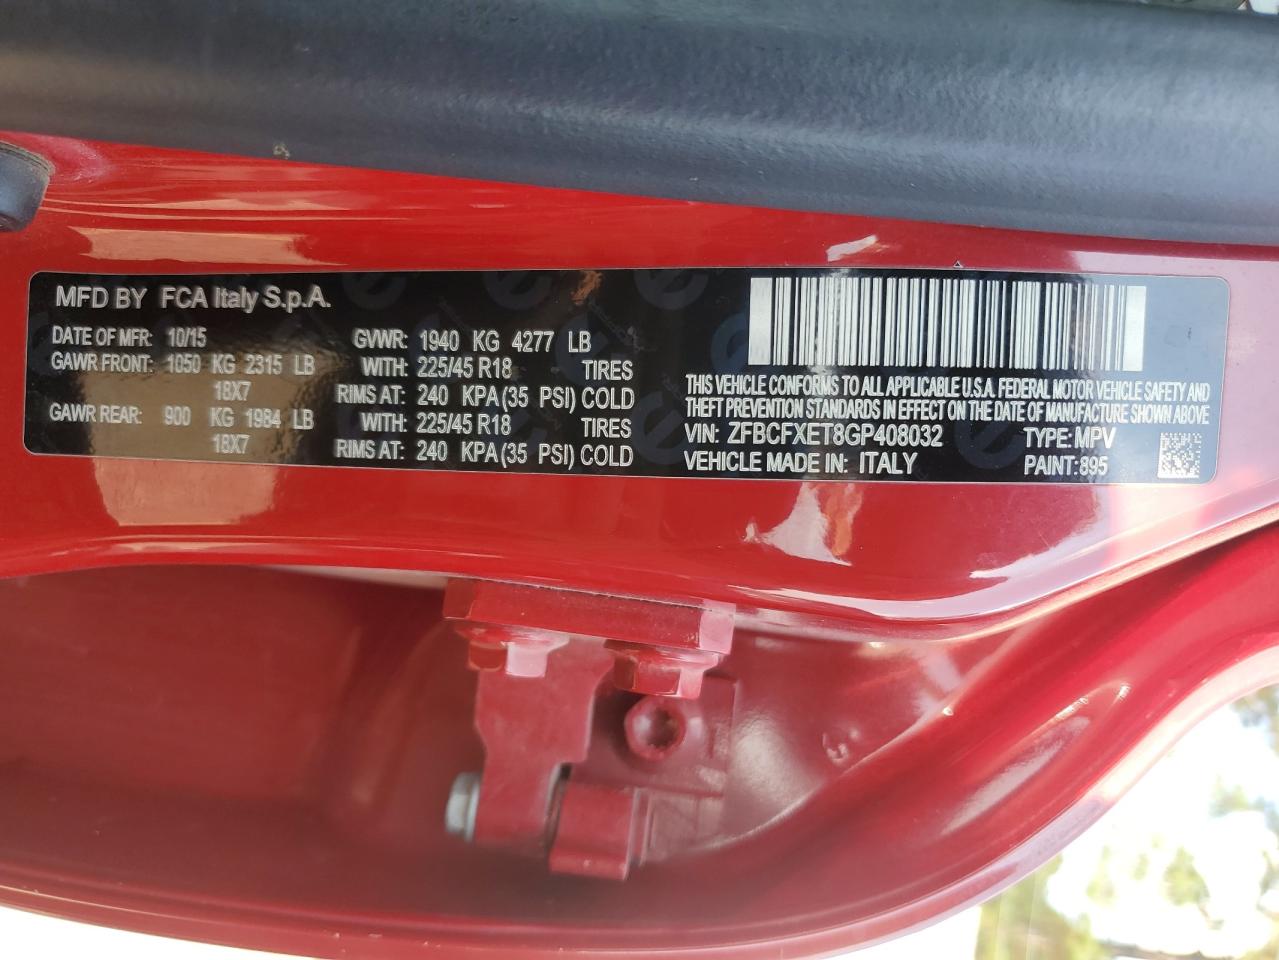 MFD BY FCA Italy S.p.A.
DATE OF MFR: 10/15 GVWR: 1940 KG 4277 LB
GAWR FRONT: 1050 KG 2315 LB WITH: 225/45 R18 TIRES
18X7 RIMS AT: 240 KPA (35 PSI) COLD
GAWR REAR: 900 KG 1984 LB WITH: 225/45 R18 TIRES
18X7 RIMS AT: 240 KPA (35 PSI) COLD
THIS VEHICLE CONFORMS TO ALL APPLICABLE U.S.A. FEDERAL MOTOR VEHICLE SAFETY AND
THEFT PREVENTION STANDARDS IN EFFECT ON THE DATE OF MANUFACTURE SHOWN ABOVE
VIN: ZFBCFXET8GP408032 TYPE: MPV
VEHICLE MADE IN: ITALY PAINT: 895